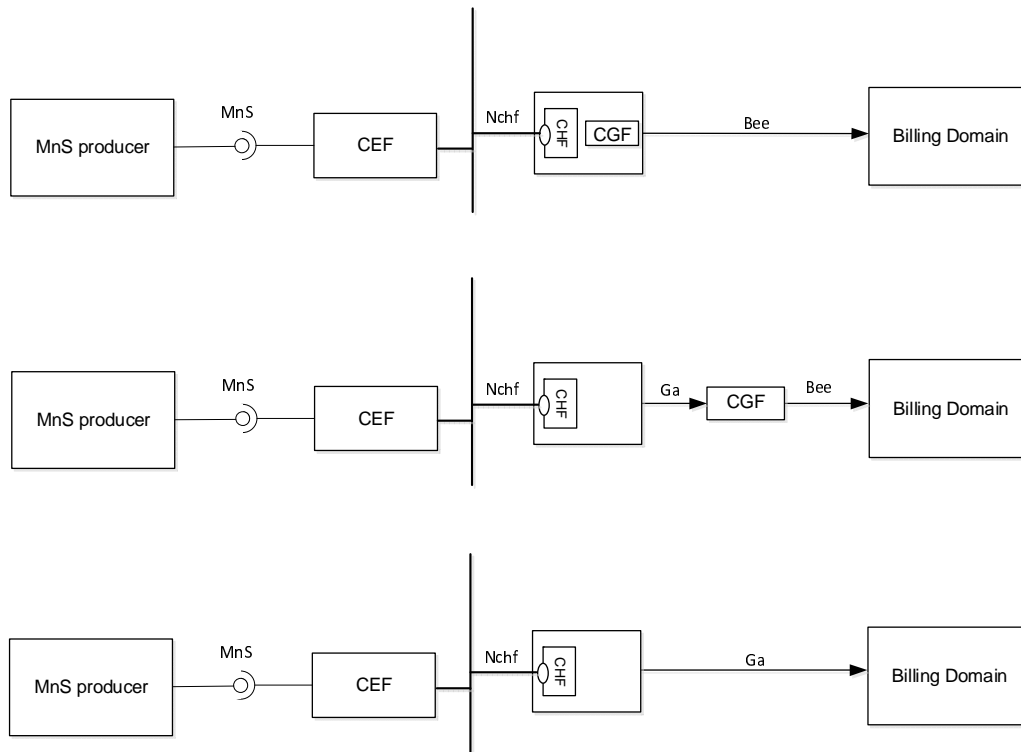 MnS producer
MnS
CEF
Nchf
CHF
CGF
Bee
Billing Domain
MnS producer
MnS
CEF
Nchf
CHF
Ga
CGF
Bee
Billing Domain
MnS producer
MnS
CEF
Nchf
CHF
Ga
Billing Domain